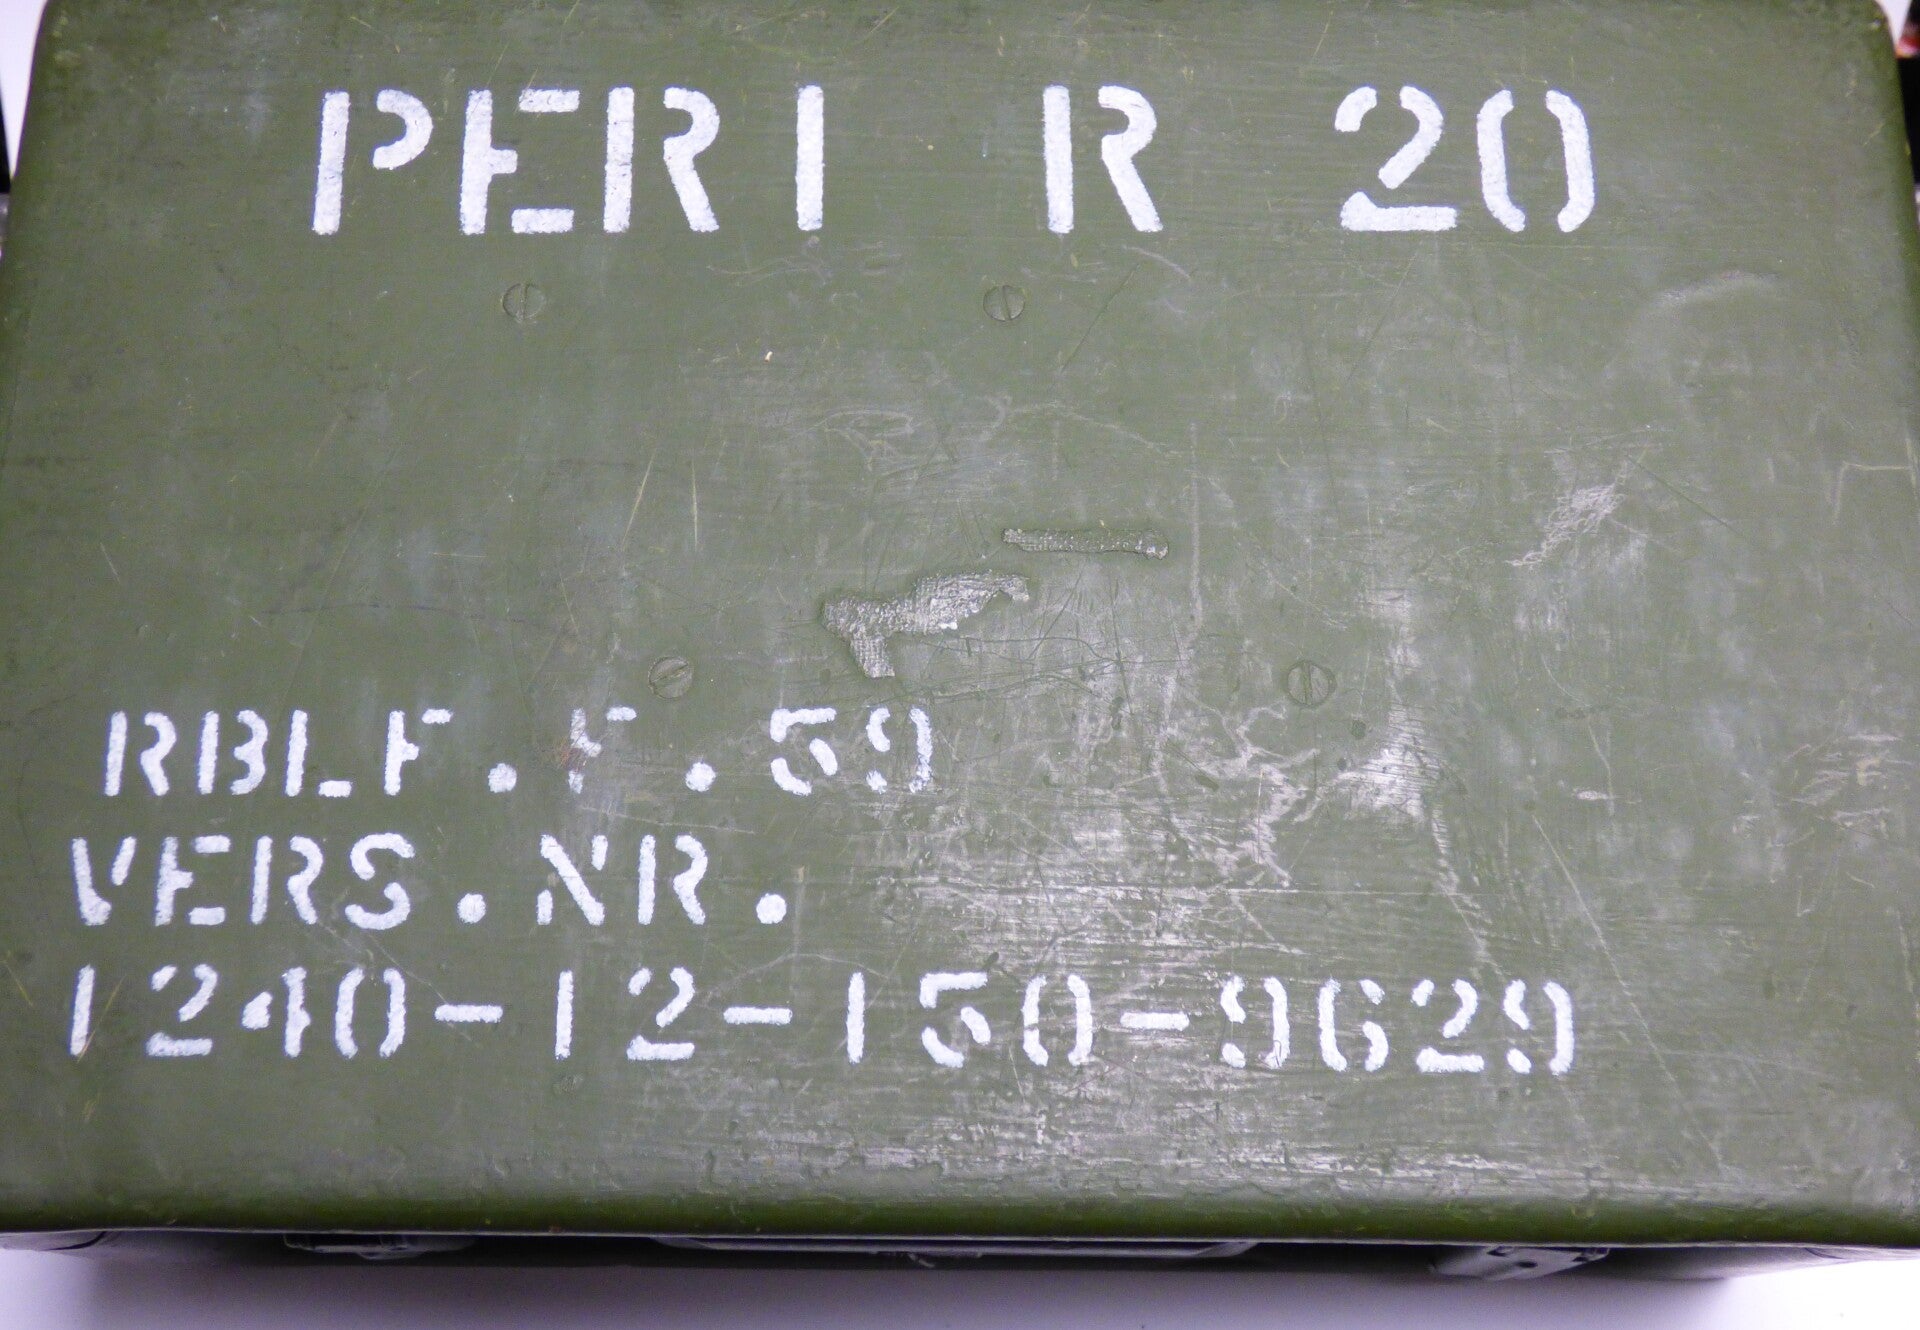 PERI R 20
RBLF. F. 59
VERS. NR.
1240-12-150-9629